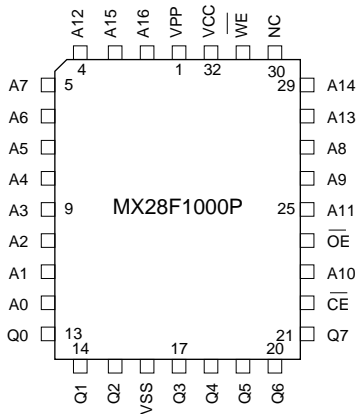 A12 A15 A16 VPP VCC WE NC
4 1 32 30
A7 5 29 A14
A6 A13
A5 A8
A4 A9
A3 9 MX28F1000P 25 A11
A2 OE
A1 A10
A0 CE
Q0 13 21 Q7
14 17 20
Q1 Q2 VSS Q3 Q4 Q5 Q6